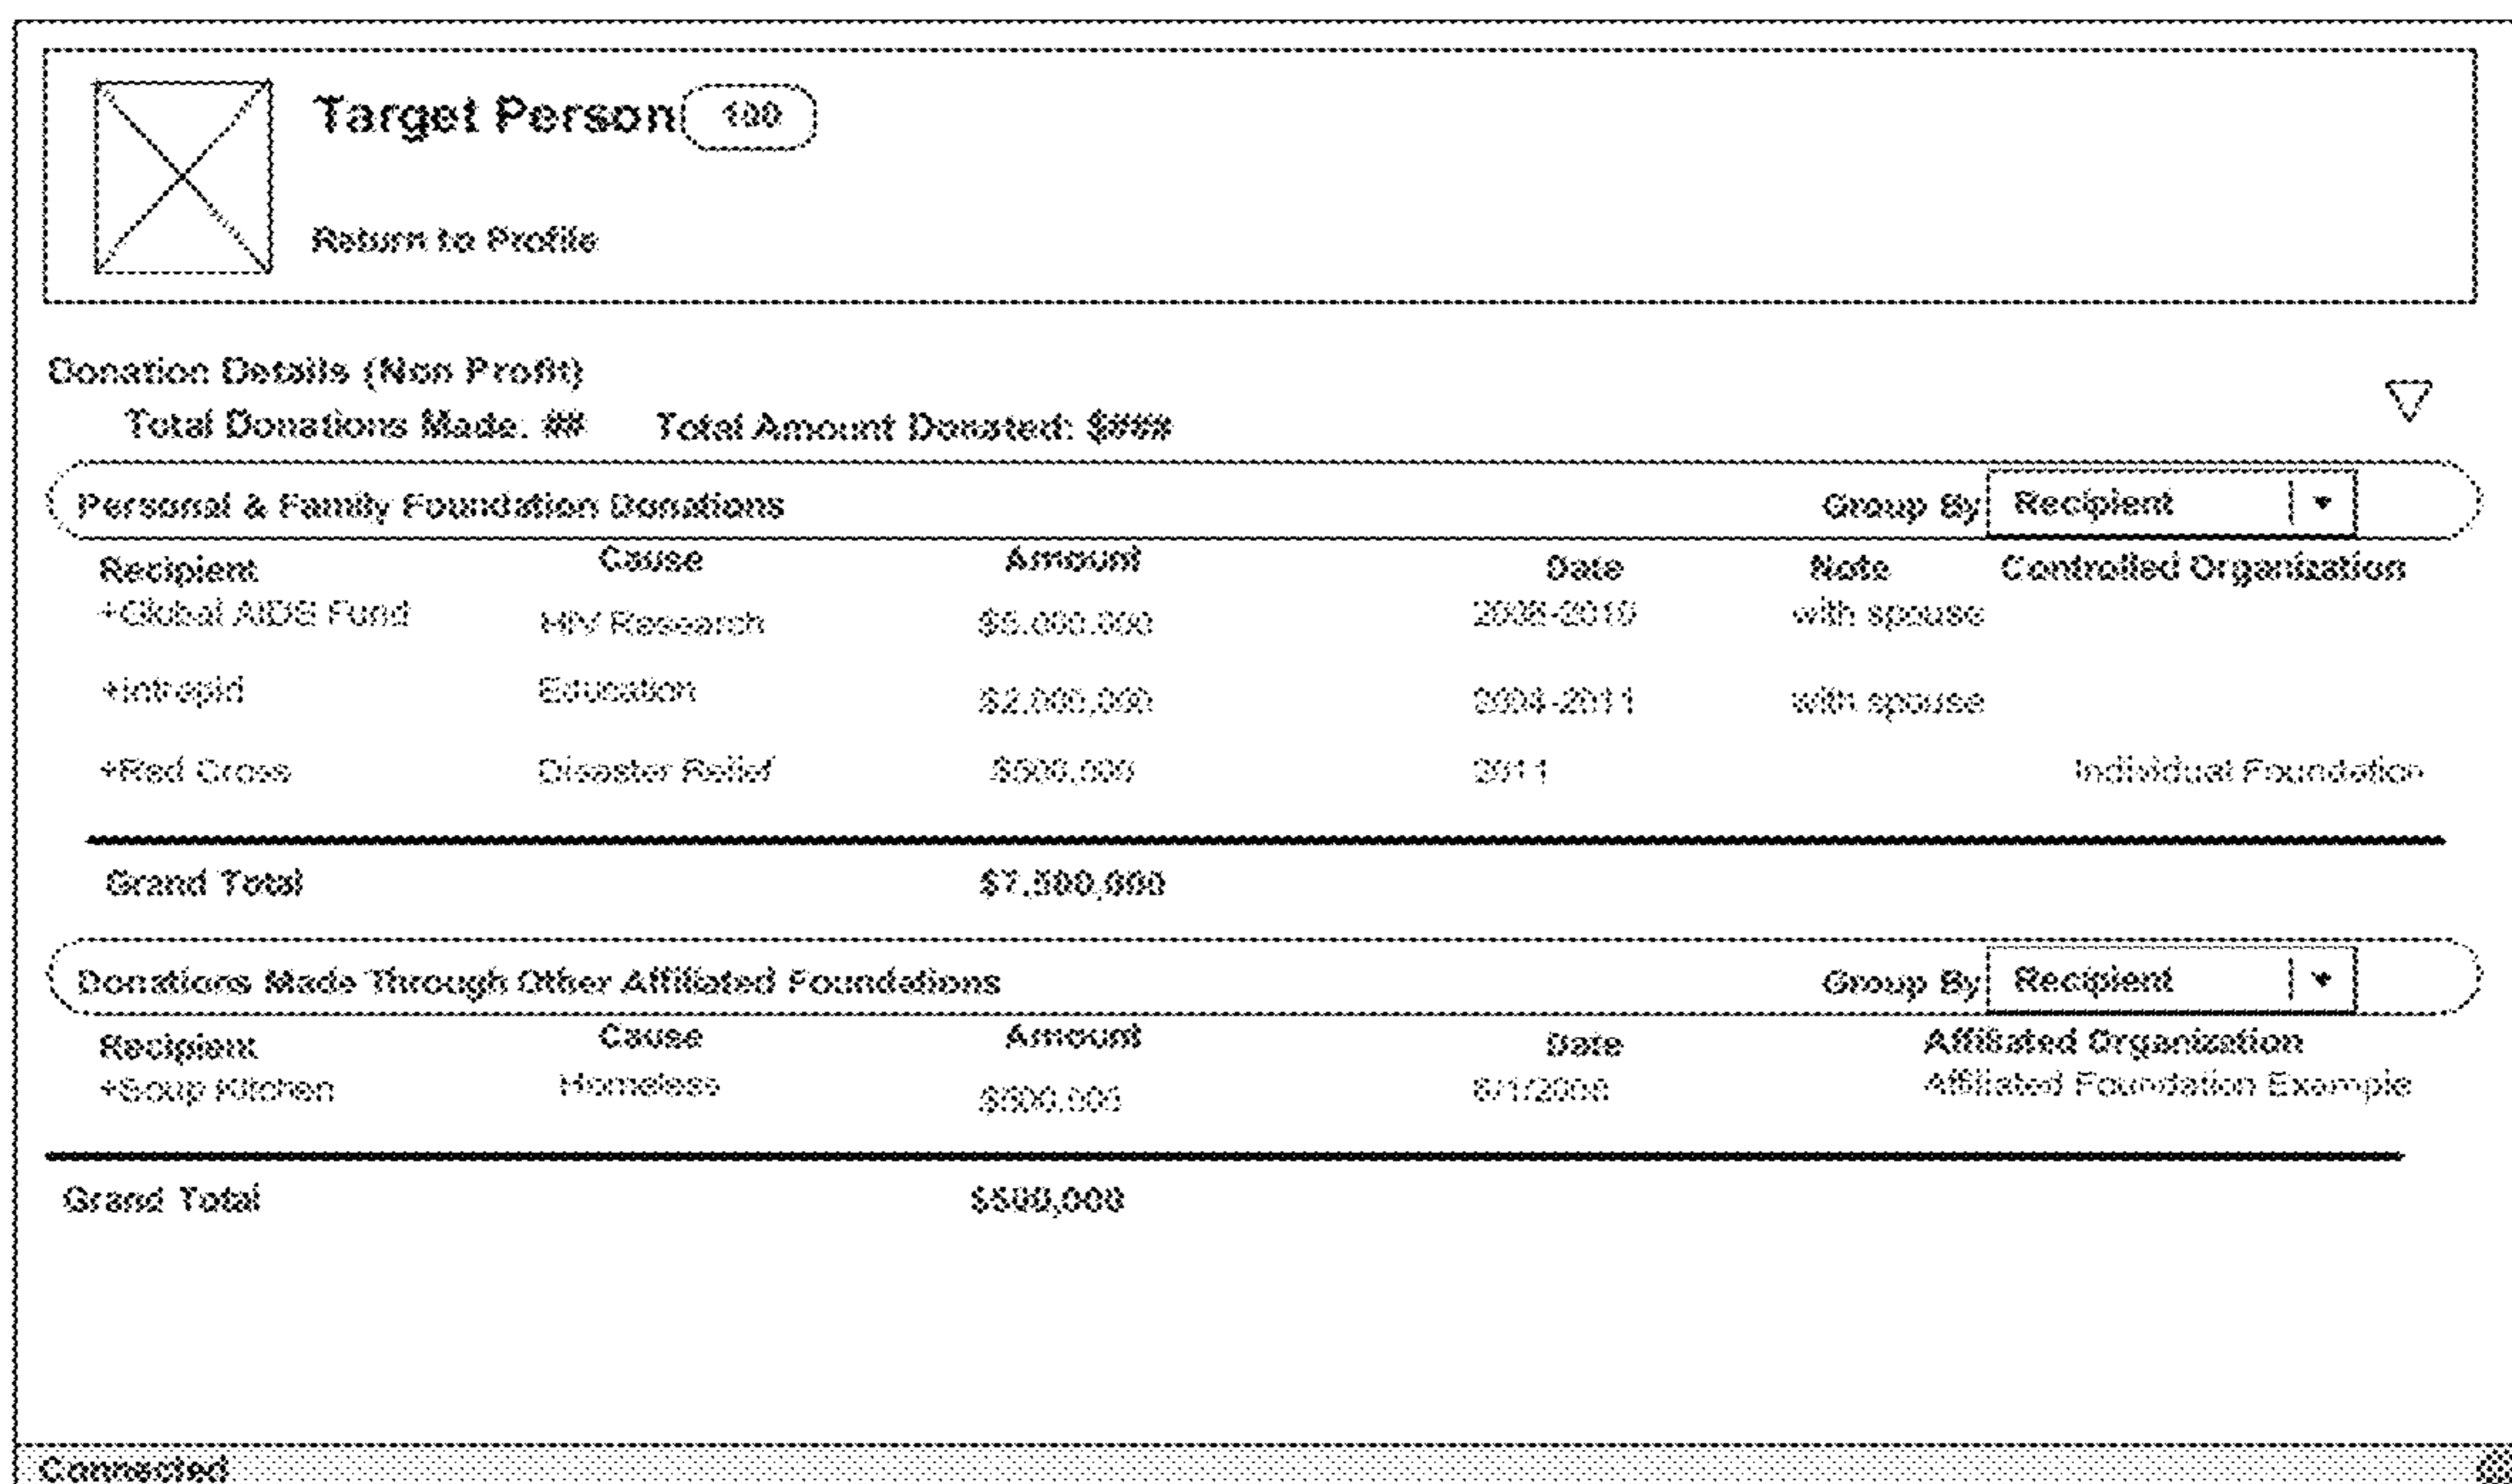 Target Person 100
Return to Profile
Donation Details (Non Profit)
Total Donations Made: ## Total Amount Donated: $###
Personal & Family Foundation Donations Group By Recipient
Recipient Cause Amount Date Note Controlled Organization
+Global AIDS Fund HIV Research $5,000,000 with spouse
+Intrepid Education $2,000,000 2004-2011 with spouse
+Red Cross Disaster Relief $500,000 2011 Individual Foundation
Grand Total $7,500,000
Donations Made Through Other Affiliated Foundations Group By Recipient
Recipient Cause Amount Date Affiliated Organization
+Soup Kitchen Homeless $500,000 Affiliated Foundation Example
Grand Total $500,000
Connected